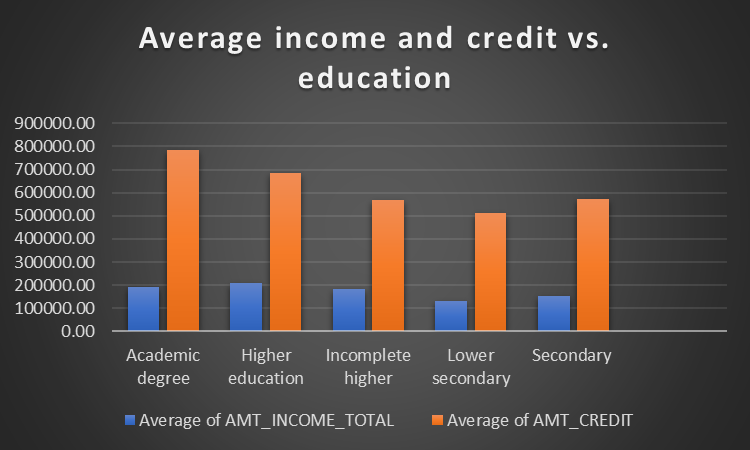 Average income and credit vs.
education
900000.00
800000.00
700000.00
600000.00
500000.00
400000.00
300000.00
200000.00
100000.00
0.00
Academic
degree
Higher
education
Incomplete
higher
Lower
secondary
Secondary
Average of AMT_INCOME_TOTAL
Average of AMT_CREDIT